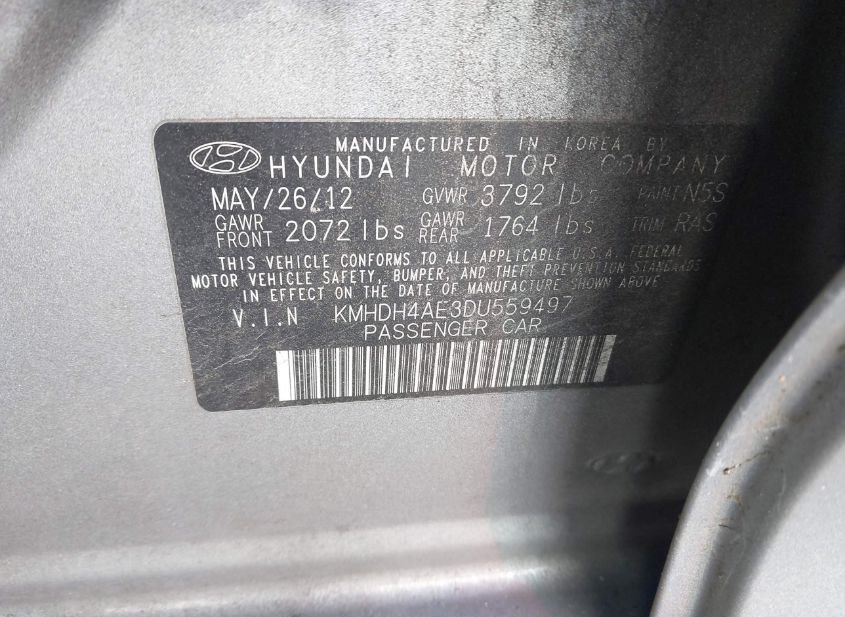 MANUFACTURED IN KOREA BY
HYUNDAI MOTOR COMPANY
MAY/26/12 GVWR 3792 lbs PAINT N5S
GAWR FRONT 2072 lbs GAWR REAR 1764 lbs TRIM RAS
THIS VEHICLE CONFORMS TO ALL APPLICABLE U.S.A. FEDERAL
MOTOR VEHICLE SAFETY, BUMPER, AND THEFT PREVENTION STANDARDS
IN EFFECT ON THE DATE OF MANUFACTURE SHOWN ABOVE
V.I.N KMHDH4AE3DU559497
PASSENGER CAR